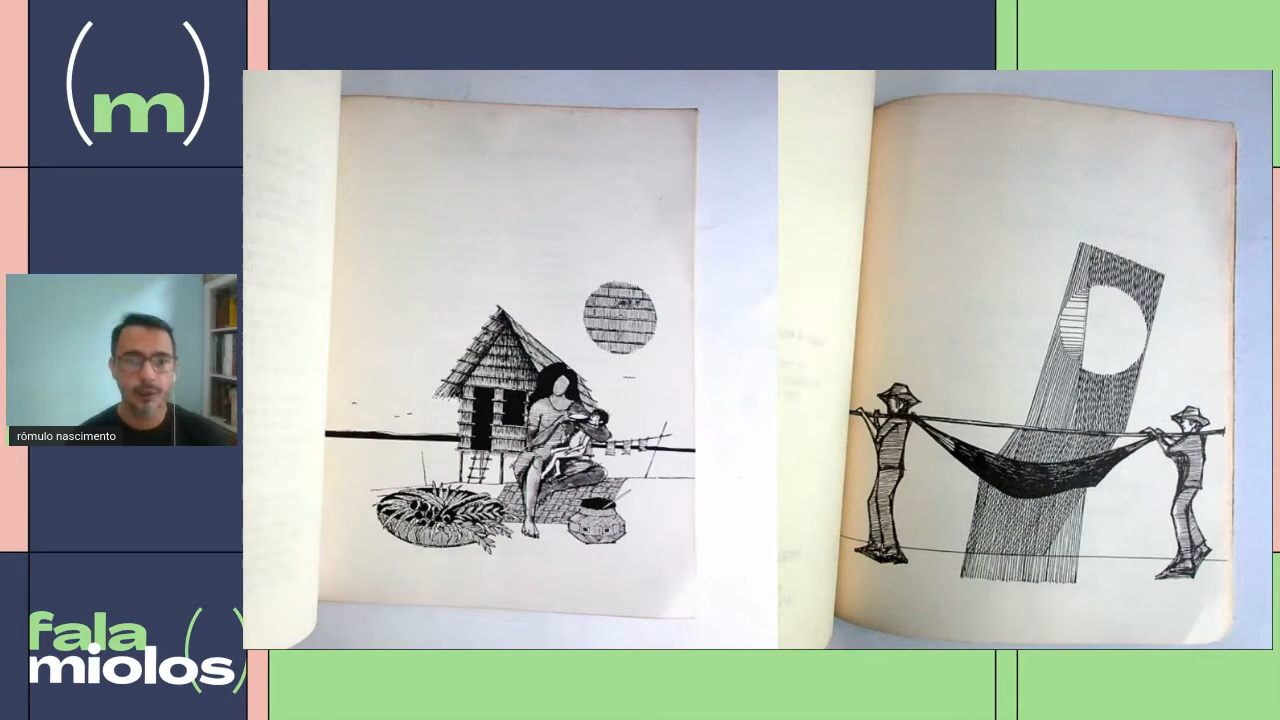 (m)
rômulo nascimento
fala
miolos()